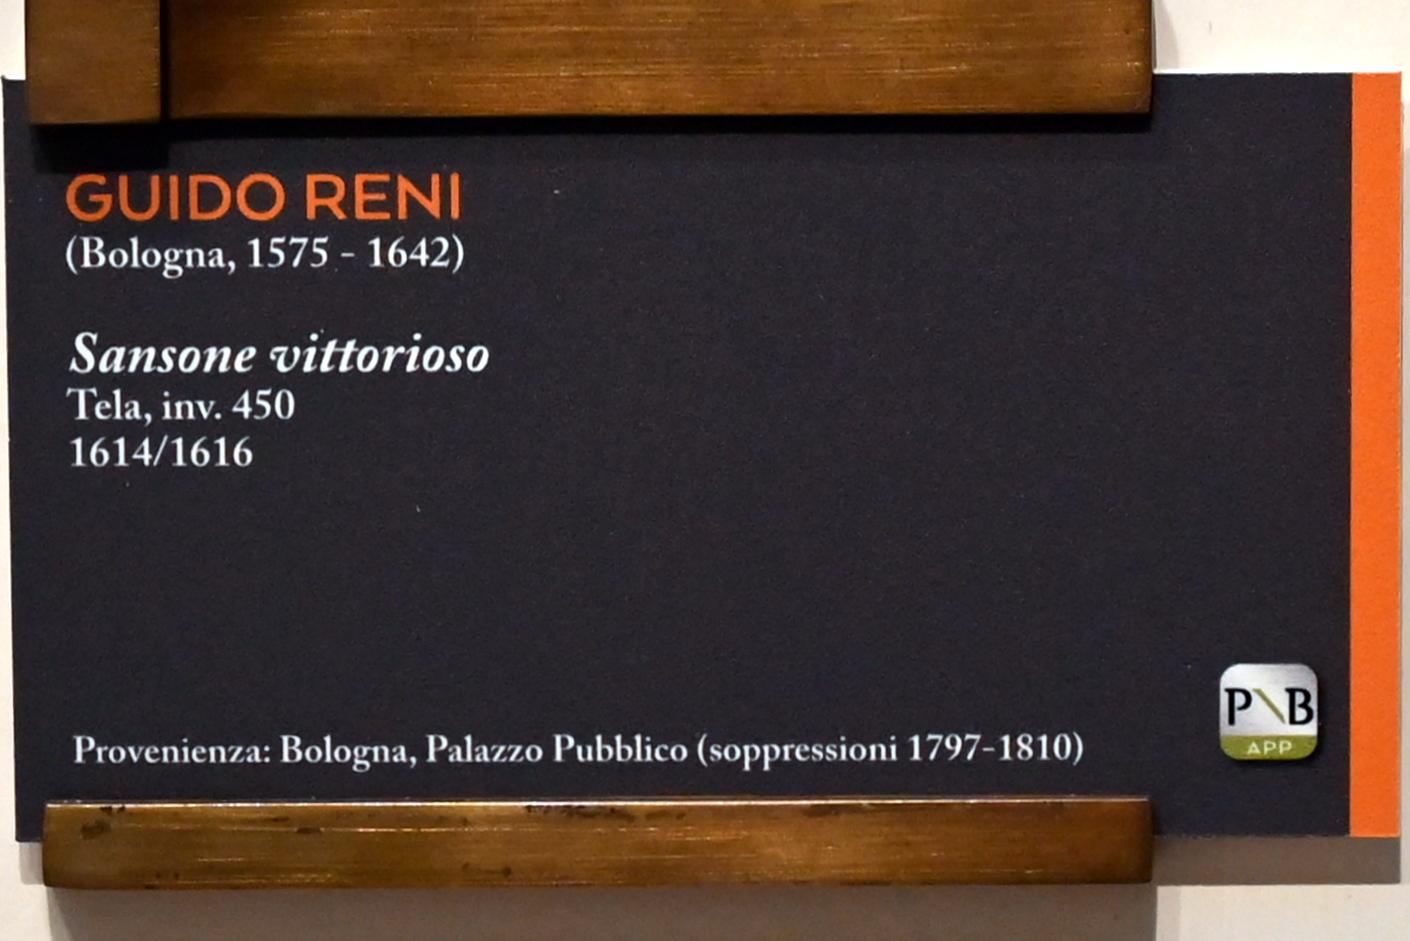 GUIDO RENI
(Bologna, 1575 - 1642)
Sansone vittorioso
Tela, inv. 450
1614/1616
Provenienza: Bologna, Palazzo Pubblico (soppressioni 1797-1810)
P\B
APP